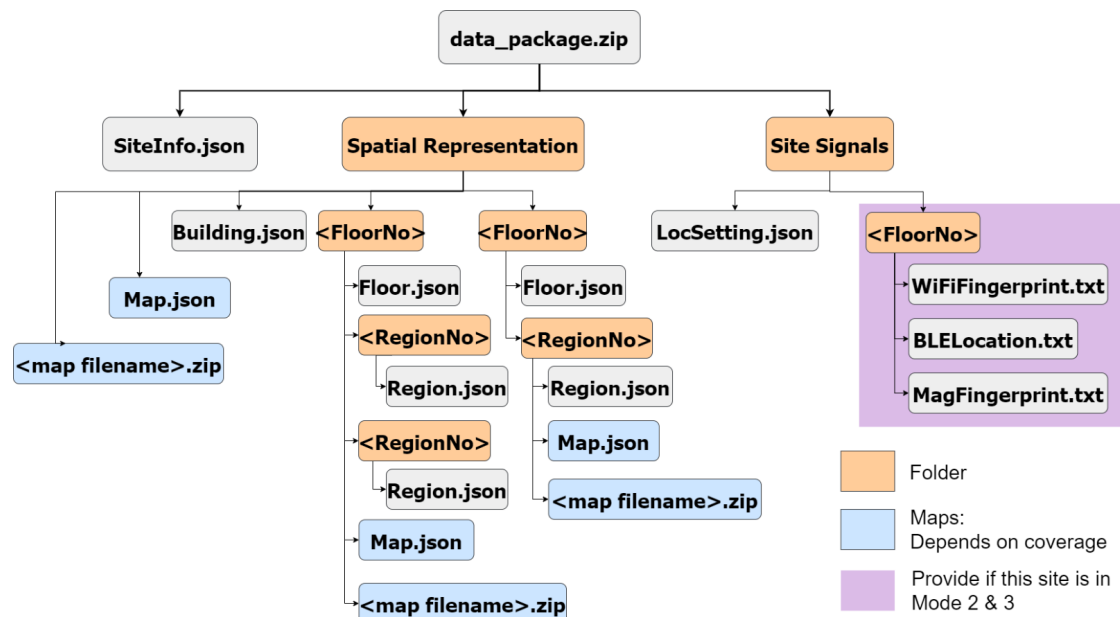 data_package.zip
SiteInfo.json
Spatial Representation
Site Signals
Building.json
<FloorNo>
<FloorNo>
LocSetting.json
<FloorNo>
Map.json
<map filename>.zip
Floor.json
<RegionNo>
Region.json
<RegionNo>
Region.json
Map.json
<map filename>.zip
Floor.json
<RegionNo>
Region.json
Map.json
<map filename>.zip
WiFiFingerprint.txt
BLELocation.txt
MagFingerprint.txt
Folder
Maps:
Depends on coverage
Provide if this site is in
Mode 2 & 3